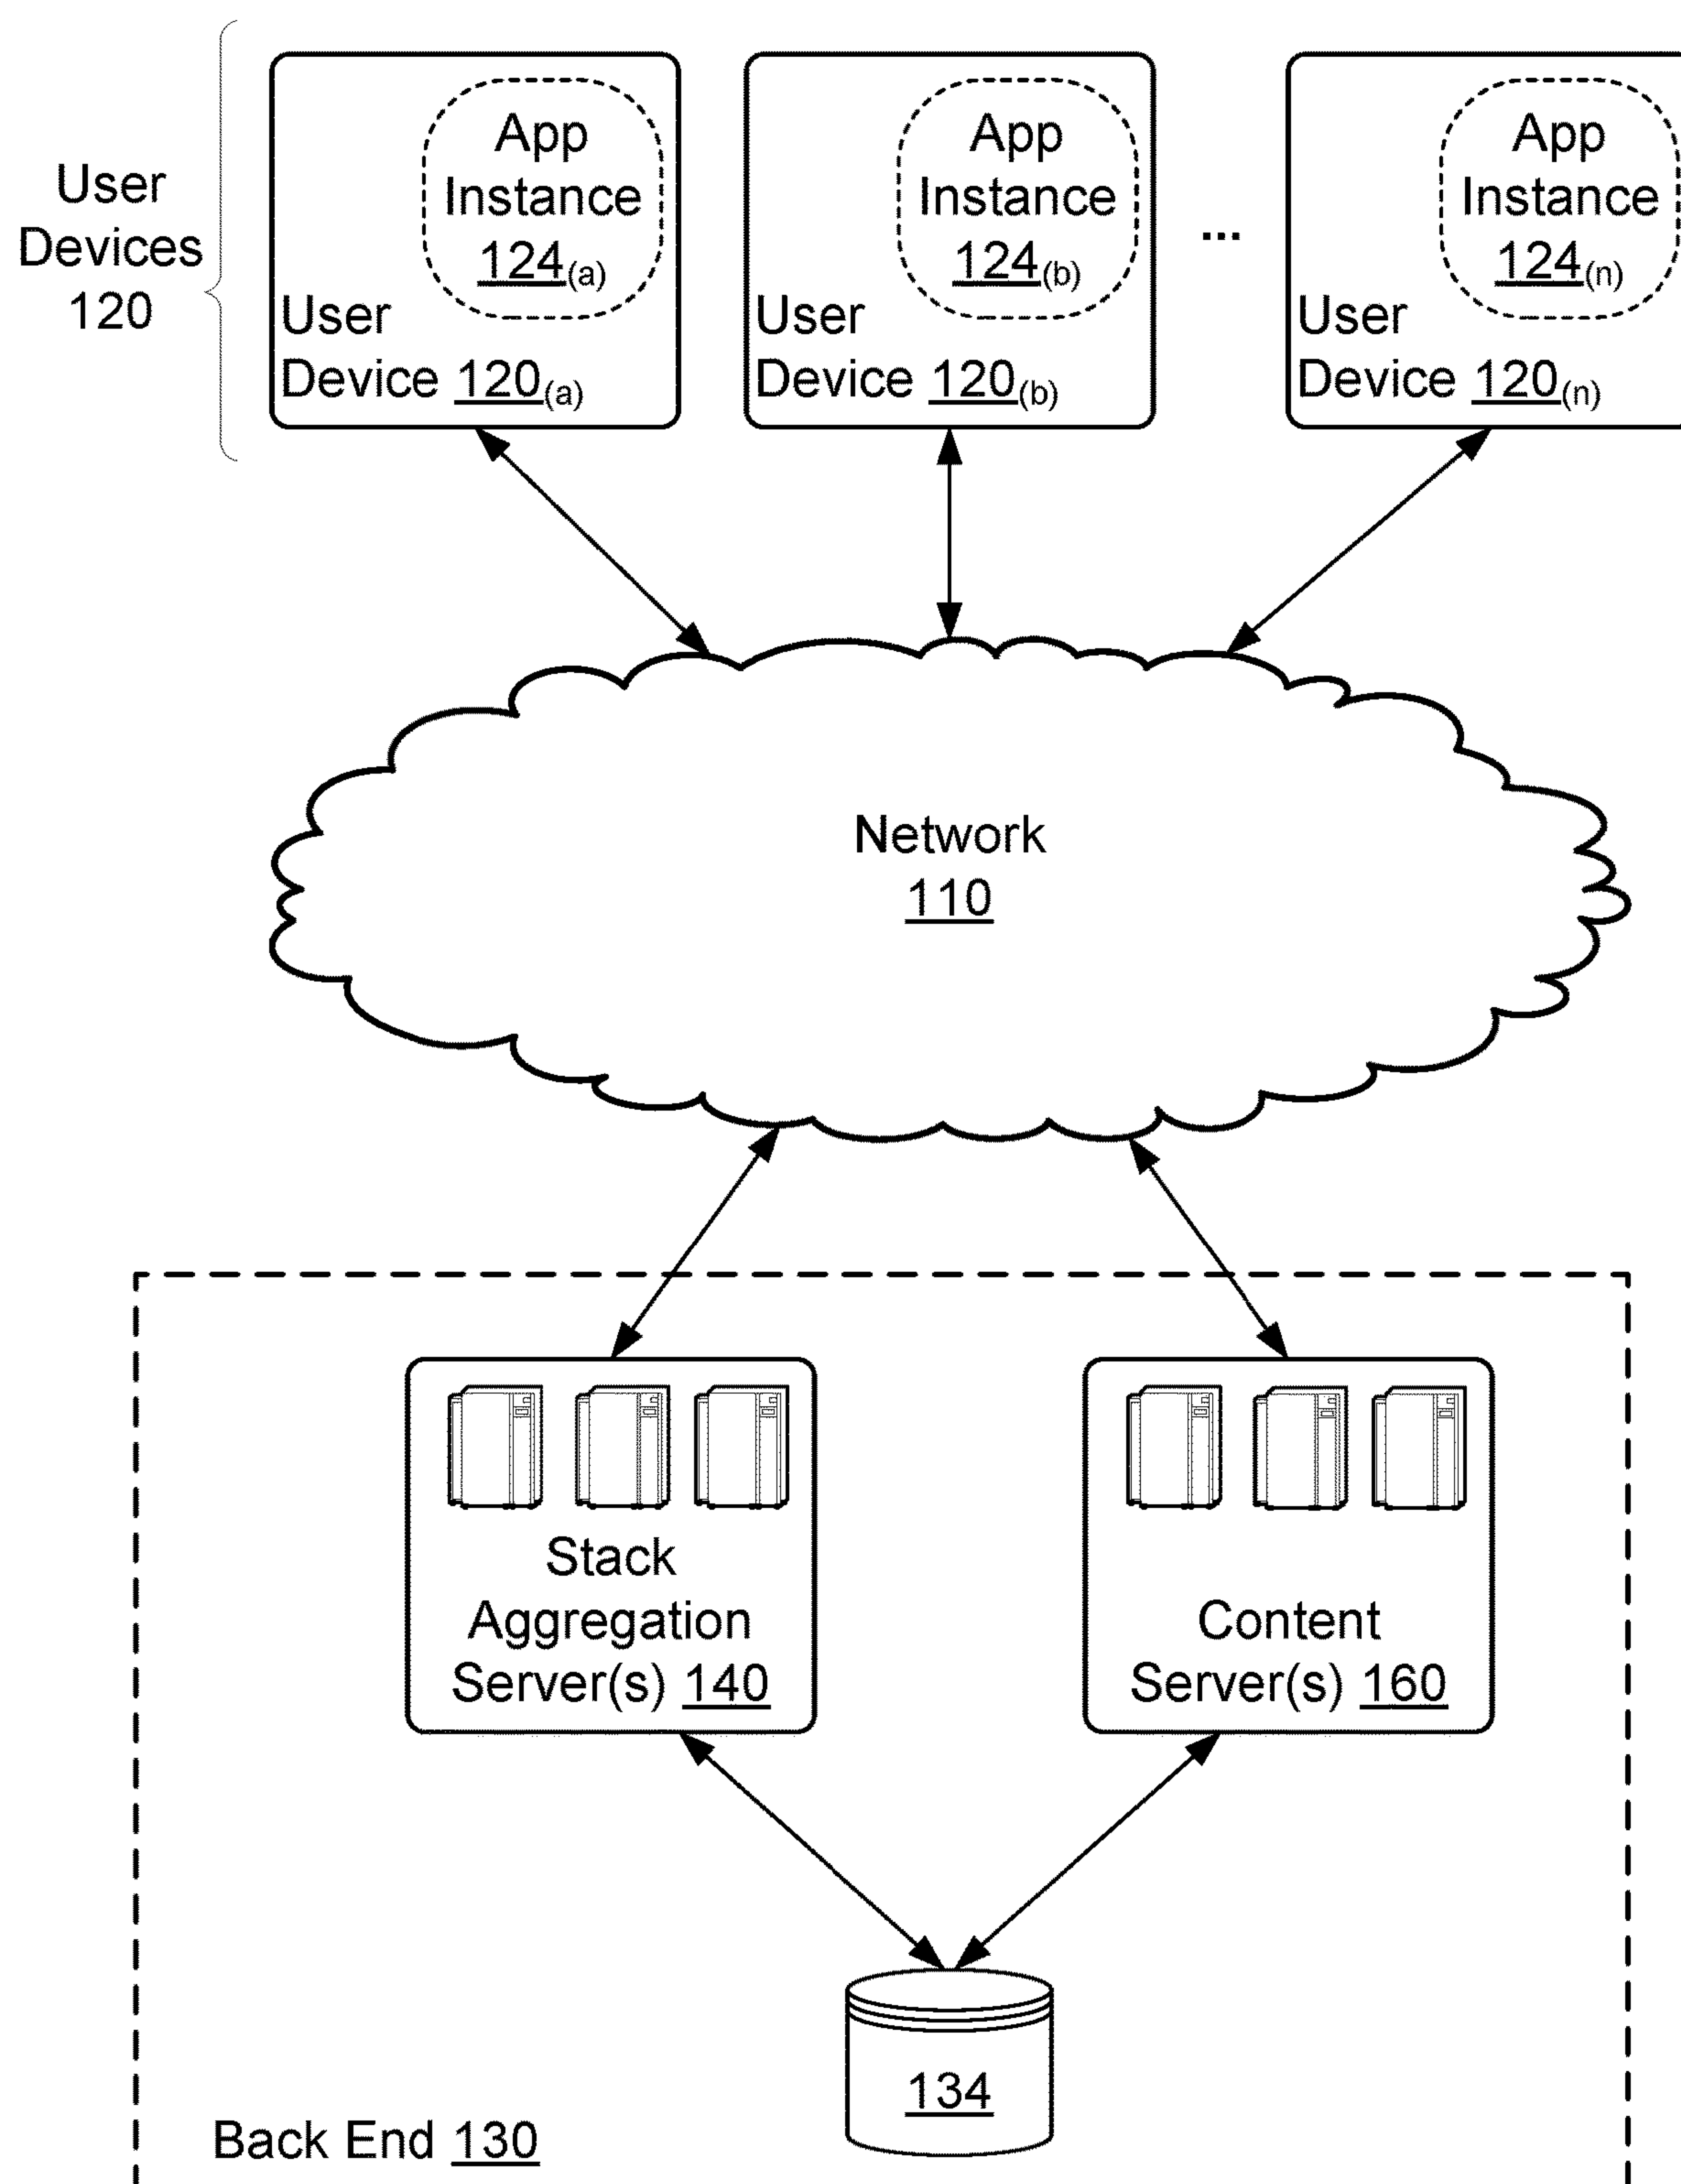 User
Devices
120
App
Instance
124(a)
User
Device 120(a)
App
Instance
124(b)
User
Device 120(b)
...
App
Instance
124(n)
User
Device 120(n)
Network
110
Stack
Aggregation
Server(s) 140
Content
Server(s) 160
134
Back End 130